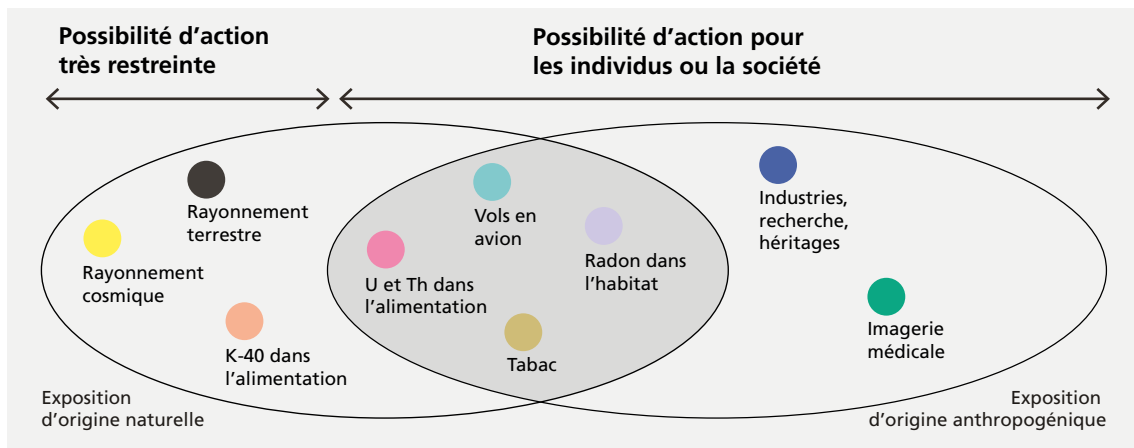 Possibilité d’action
très restreinte
Possibilité d’action pour
les individus ou la société
Rayonnement
terrestre
Rayonnement
cosmique
K-40 dans
l’alimentation
Vols en
avion
U et Th dans
l’alimentation
Radon dans
l’habitat
Tabac
Industries,
recherche,
héritages
Imagerie
médicale
Exposition
d’origine naturelle
Exposition
d’origine anthropogénique